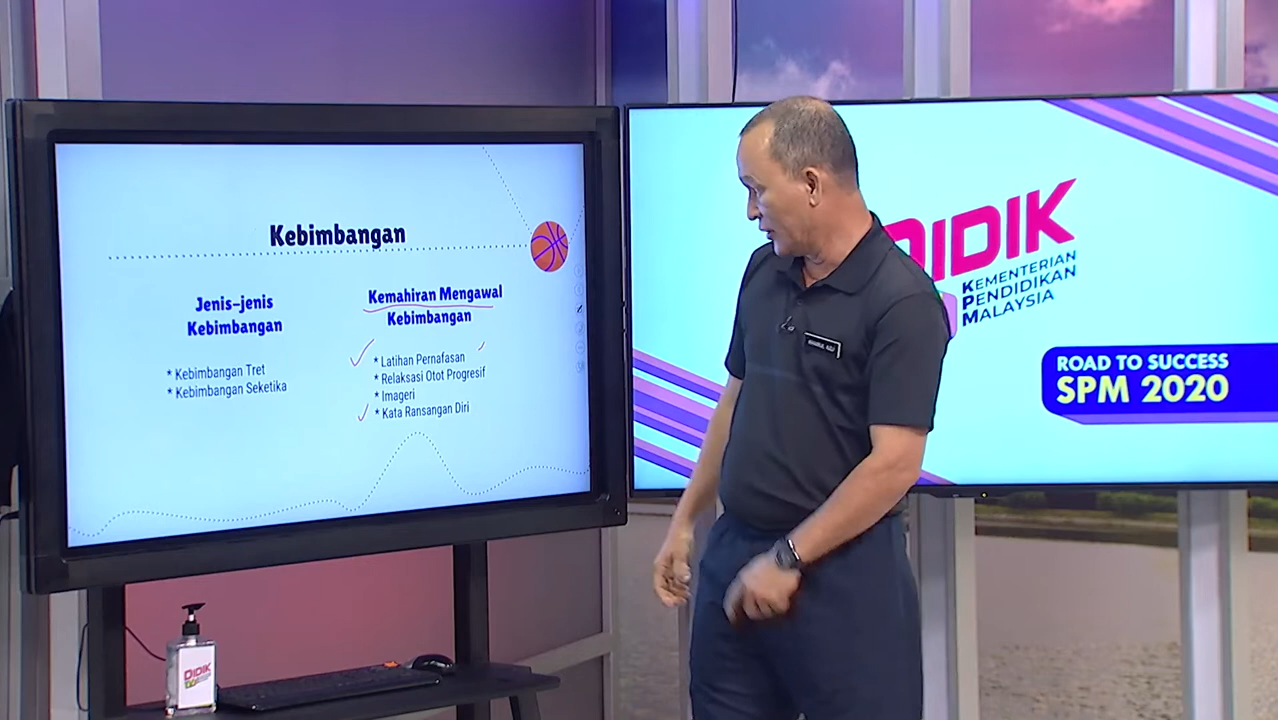 Kebimbangan
Jenis-jenis
Kebimbangan
* Kebimbangan Tret
* Kebimbangan Seketika
Kemahiran Mengawal
Kebimbangan
* Latihan Pernafasan
* Relaksasi Otot Progresif
* Imageri
* Kata Ransangan Diri
DIDIK
KEMENTERIAN
PENDIDIKAN
MALAYSIA
ROAD TO SUCCESS
SPM 2020
DIDIK